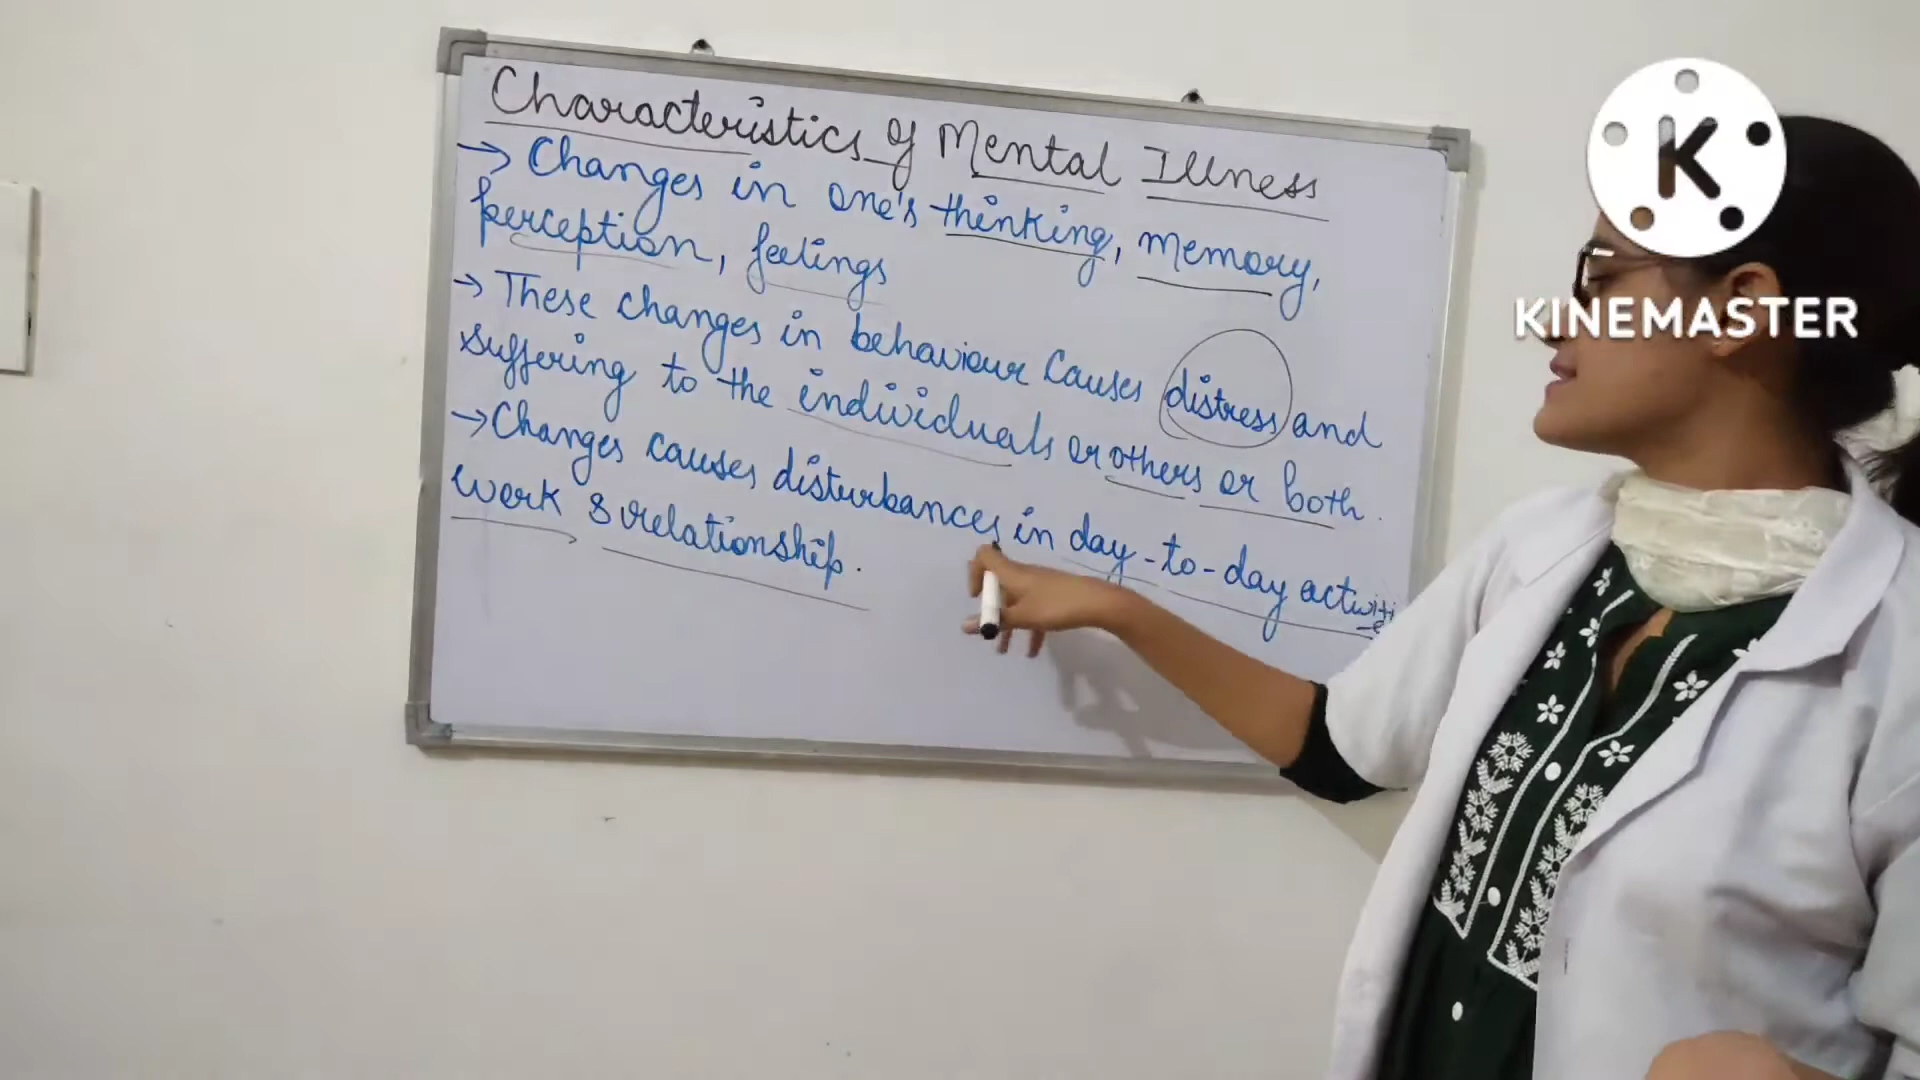 Characteristics of Mental Illness
→ Changes in one's thinking, memory,
perception, feelings
→ These changes in behaviour causes distress and
suffering to the individuals or others or both.
→ Changes causes disturbances in day-to-day activiti
-e
work & relationship.
K
KINEMASTER